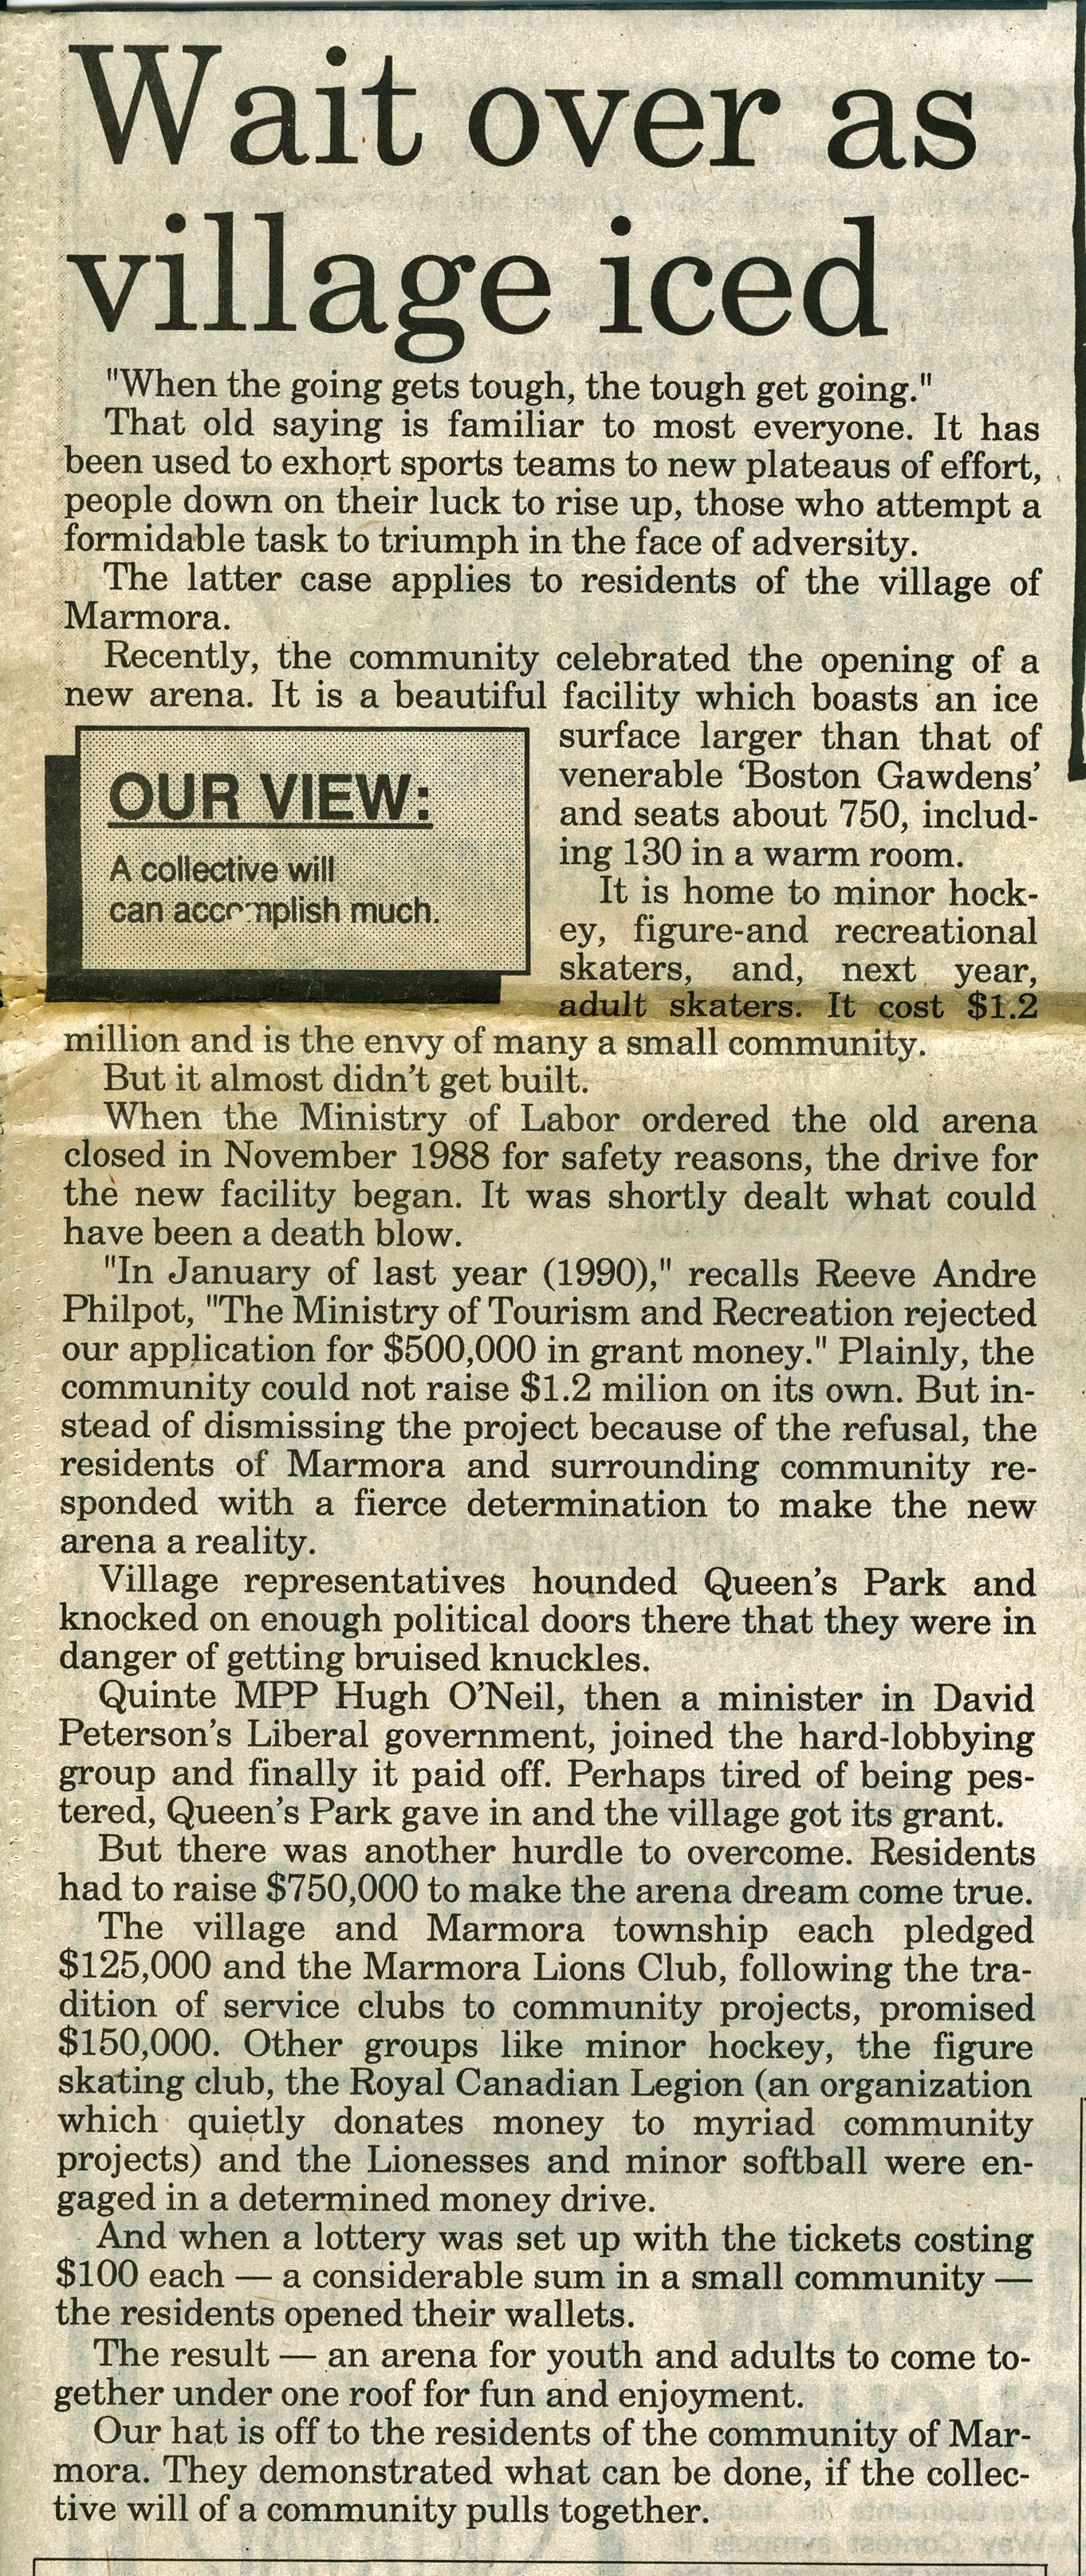 Wait over as
village iced
"When the going gets tough, the tough get going."
That old saying is familiar to most everyone. It has
been used to exhort sports teams to new plateaus of effort,
people down on their luck to rise up, those who attempt a
formidable task to triumph in the face of adversity.
The latter case applies to residents of the village of
Marmora.
Recently, the community celebrated the opening of a
new arena. It is a beautiful facility which boasts an ice
surface larger than that of
venerable ‘Boston Gawdens’
and seats about 750, includ-
ing 130 in a warm room.
It is home to minor hock-
ey, figure-and recreational
skaters, and, next year,
adult skaters. It cost $1.2
OUR VIEW:
A collective will
can accomplish much.
million and is the envy of many a small community.
But it almost didn’t get built.
When the Ministry of Labor ordered the old arena
closed in November 1988 for safety reasons, the drive for
the new facility began. It was shortly dealt what could
have been a death blow.
"In January of last year (1990)," recalls Reeve Andre
Philpot, "The Ministry of Tourism and Recreation rejected
our application for $500,000 in grant money." Plainly, the
community could not raise $1.2 milion on its own. But in-
stead of dismissing the project because of the refusal, the
residents of Marmora and surrounding community re-
sponded with a fierce determination to make the new
arena a reality.
Village representatives hounded Queen’s Park and
knocked on enough political doors there that they were in
danger of getting bruised knuckles.
Quinte MPP Hugh O’Neil, then a minister in David
Peterson’s Liberal government, joined the hard-lobbying
group and finally it paid off. Perhaps tired of being pes-
tered, Queen’s Park gave in and the village got its grant.
But there was another hurdle to overcome. Residents
had to raise $750,000 to make the arena dream come true.
The village and Marmora township each pledged
$125,000 and the Marmora Lions Club, following the tra-
dition of service clubs to community projects, promised
$150,000. Other groups like minor hockey, the figure
skating club, the Royal Canadian Legion (an organization
which quietly donates money to myriad community
projects) and the Lionesses and minor softball were en-
gaged in a determined money drive.
And when a lottery was set up with the tickets costing
$100 each — a considerable sum in a small community —
the residents opened their wallets.
The result — an arena for youth and adults to come to-
gether under one roof for fun and enjoyment.
Our hat is off to the residents of the community of Mar-
mora. They demonstrated what can be done, if the collec-
tive will of a community pulls together.